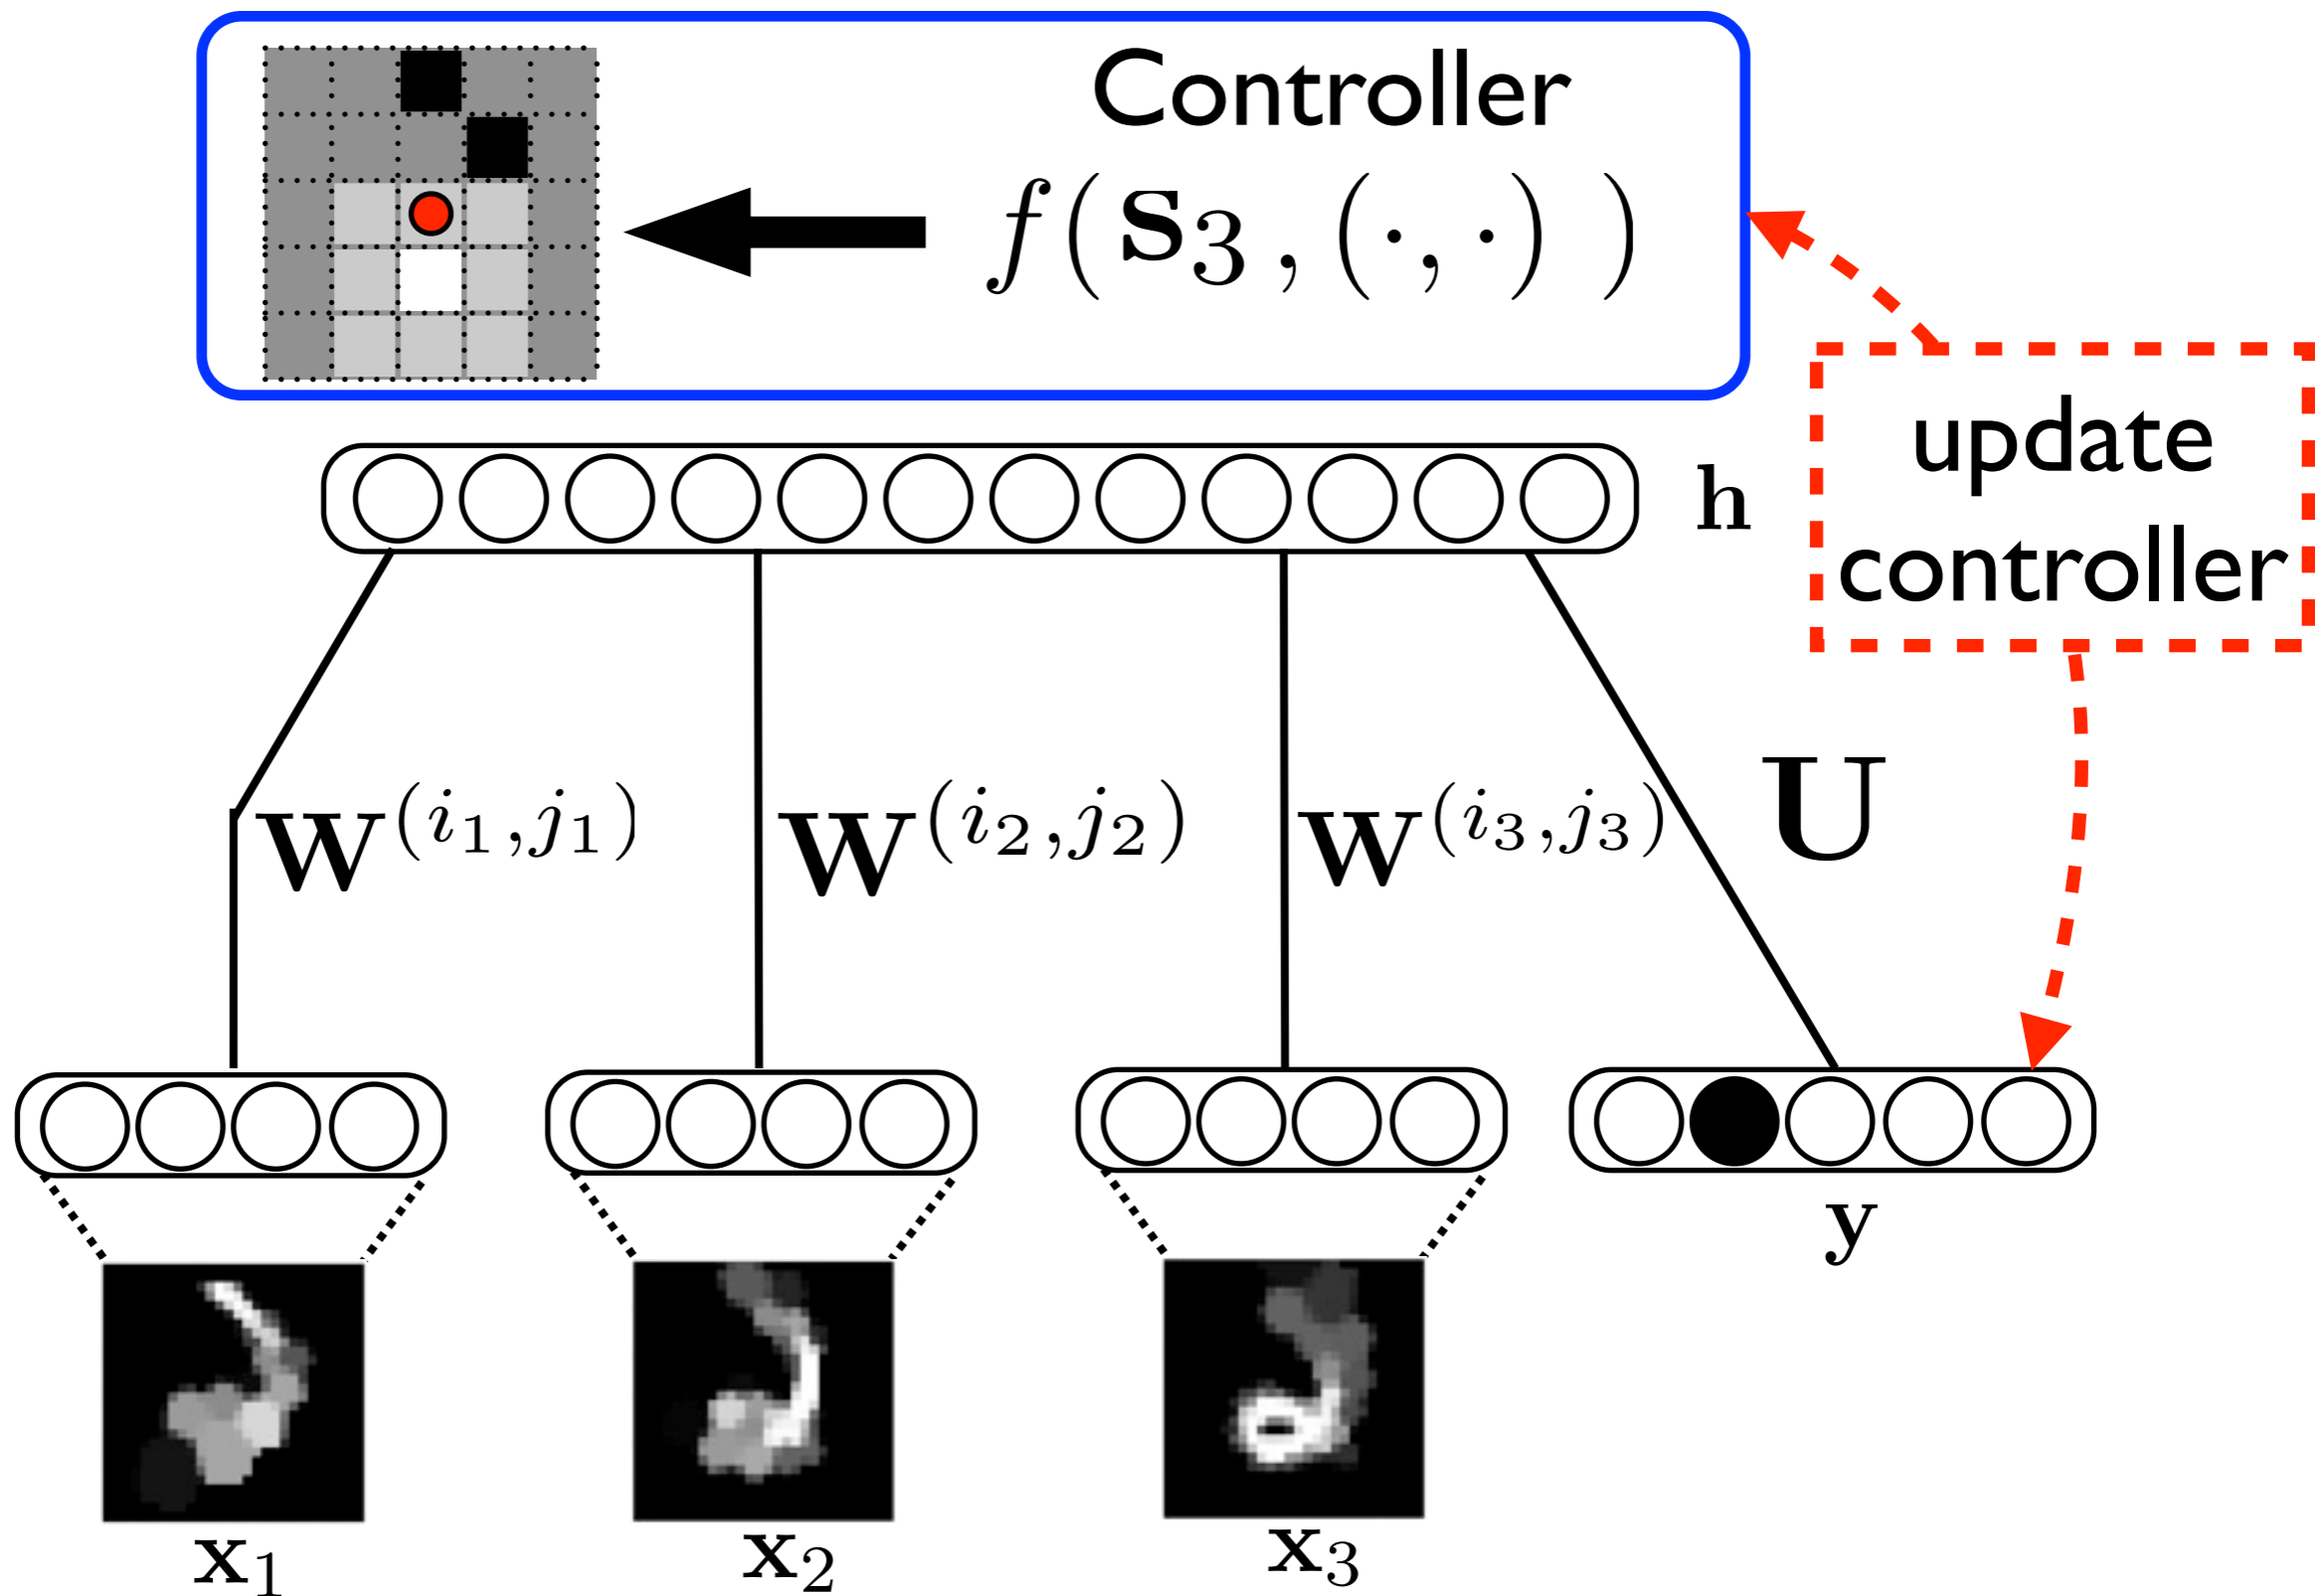 Controller
f(s₃, (·, ·) )
h
update
controller
W^(i₁,j₁) W^(i₂,j₂) W^(i₃,j₃) U
y
x₁ x₂ x₃